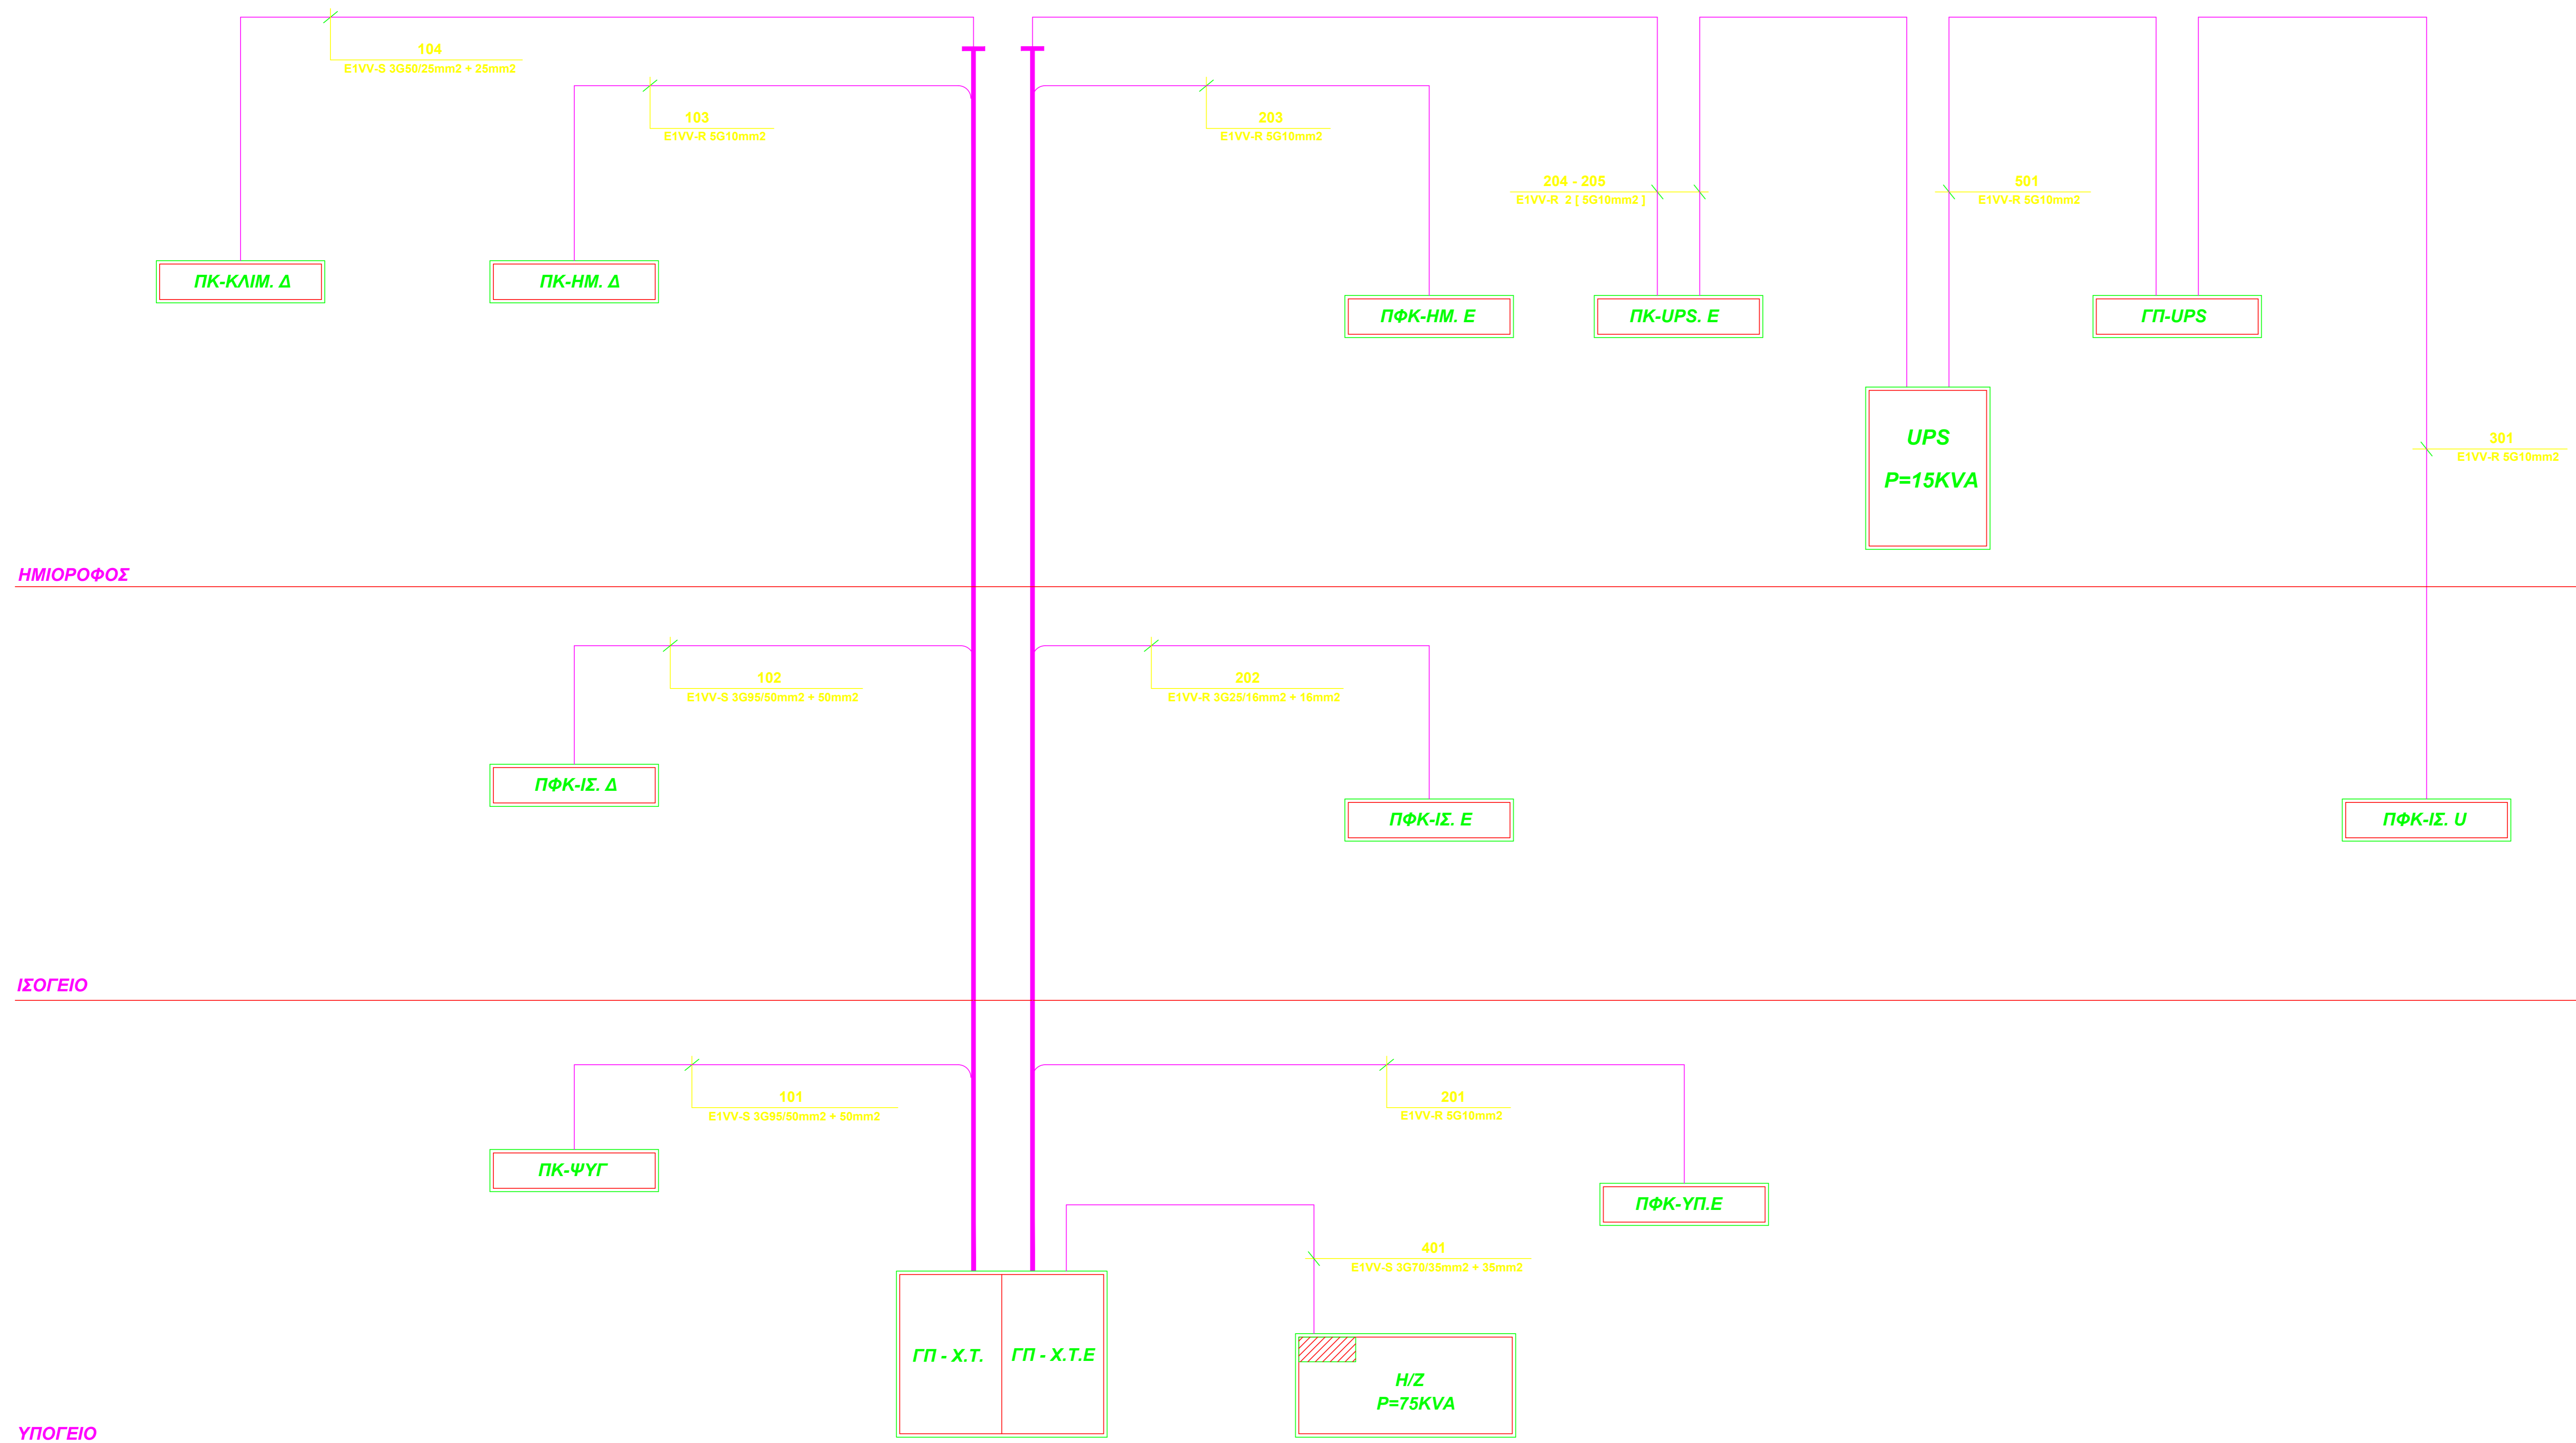 104
E1VV-S 3G50/25mm2 + 25mm2
103
E1VV-R 5G10mm2
203
E1VV-R 5G10mm2
204 - 205
E1VV-R 2 [ 5G10mm2 ]
501
E1VV-R 5G10mm2
ΠΚ-ΚΛΙΜ. Δ
ΠΚ-ΗΜ. Δ
ΠΦΚ-ΗΜ. Ε
ΠΚ-UPS. E
ΓΠ-UPS
UPS
P=15KVA
301
E1VV-R 5G10mm2
ΗΜΙΟΡΟΦΟΣ
102
E1VV-S 3G95/50mm2 + 50mm2
202
E1VV-R 3G25/16mm2 + 16mm2
ΠΦΚ-ΙΣ. Δ
ΠΦΚ-ΙΣ. Ε
ΠΦΚ-ΙΣ. U
ΙΣΟΓΕΙΟ
101
E1VV-S 3G95/50mm2 + 50mm2
201
E1VV-R 5G10mm2
ΠΚ-ΨΥΓ
ΠΦΚ-ΥΠ.Ε
401
E1VV-S 3G70/35mm2 + 35mm2
ΓΠ - Χ.Τ.
ΓΠ - Χ.Τ.Ε
Η/Ζ
P=75KVA
ΥΠΟΓΕΙΟ